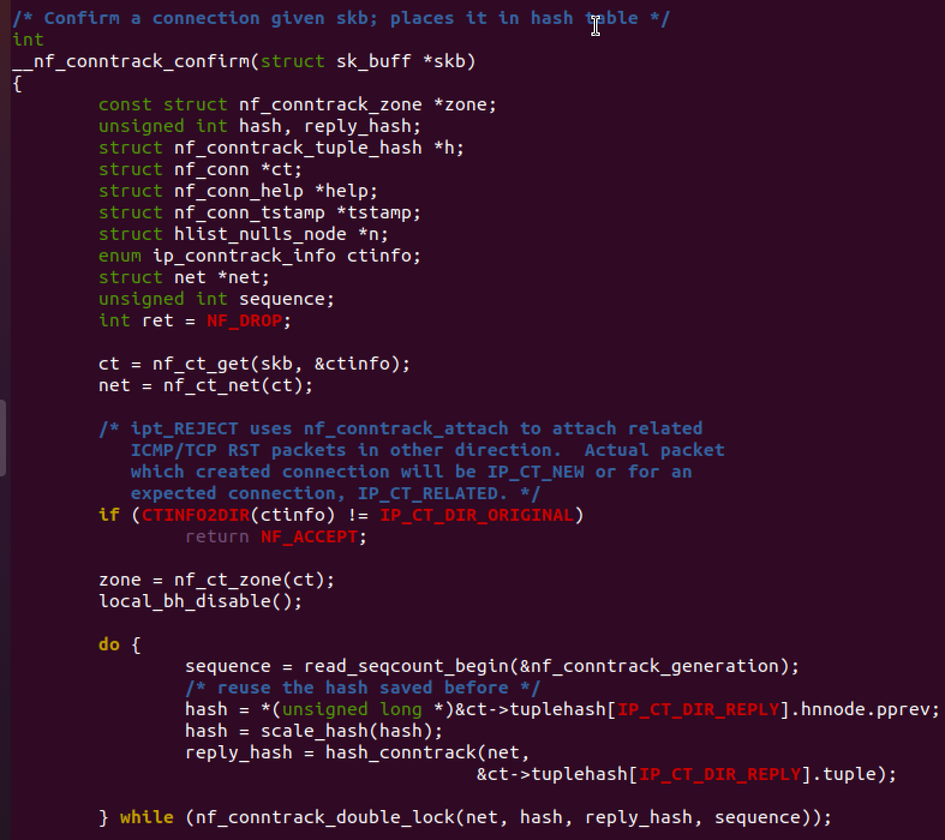 /* Confirm a connection given skb; places it in hash table */
int
__nf_conntrack_confirm(struct sk_buff *skb)
{
        const struct nf_conntrack_zone *zone;
        unsigned int hash, reply_hash;
        struct nf_conntrack_tuple_hash *h;
        struct nf_conn *ct;
        struct nf_conn_help *help;
        struct nf_conn_tstamp *tstamp;
        struct hlist_nulls_node *n;
        enum ip_conntrack_info ctinfo;
        struct net *net;
        unsigned int sequence;
        int ret = NF_DROP;

        ct = nf_ct_get(skb, &ctinfo);
        net = nf_ct_net(ct);

        /* ipt_REJECT uses nf_conntrack_attach to attach related
           ICMP/TCP RST packets in other direction.  Actual packet
           which created connection will be IP_CT_NEW or for an
           expected connection, IP_CT_RELATED. */
        if (CTINFO2DIR(ctinfo) != IP_CT_DIR_ORIGINAL)
                return NF_ACCEPT;

        zone = nf_ct_zone(ct);
        local_bh_disable();

        do {
                sequence = read_seqcount_begin(&nf_conntrack_generation);
                /* reuse the hash saved before */
                hash = *(unsigned long *)&ct->tuplehash[IP_CT_DIR_REPLY].hnnode.pprev;
                hash = scale_hash(hash);
                reply_hash = hash_conntrack(net,
                                           &ct->tuplehash[IP_CT_DIR_REPLY].tuple);

        } while (nf_conntrack_double_lock(net, hash, reply_hash, sequence));